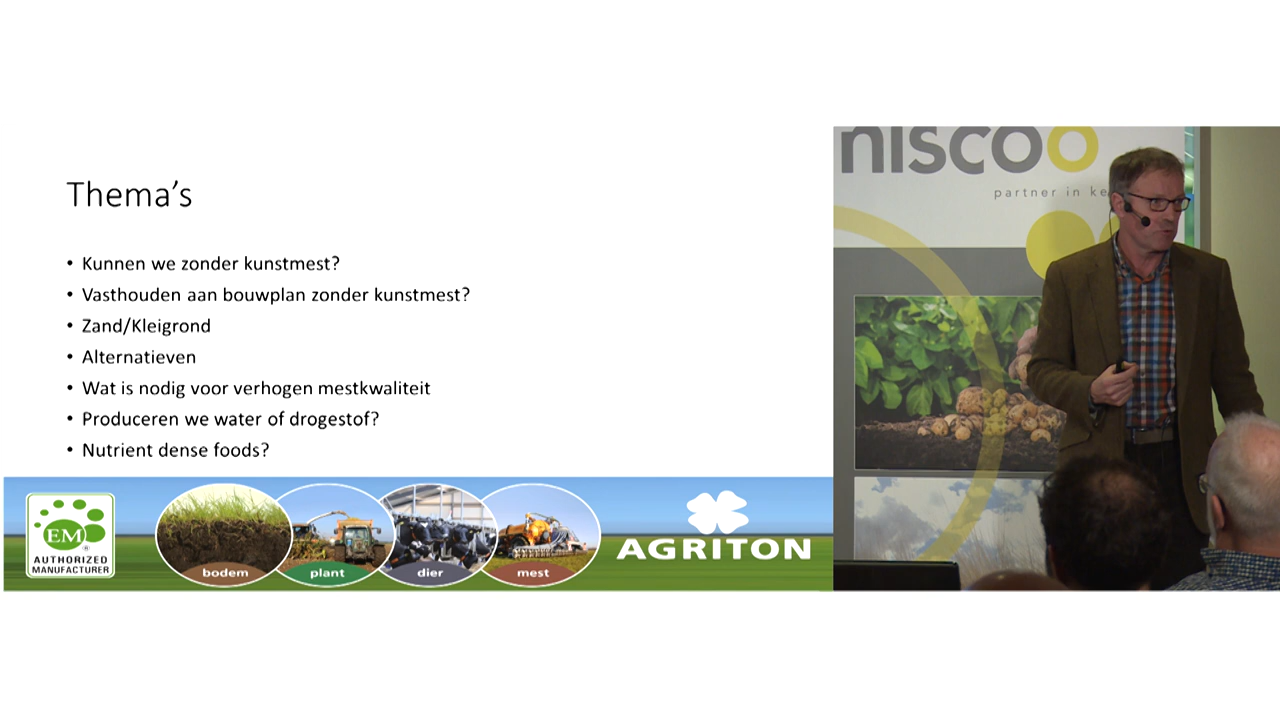 Thema's
• Kunnen we zonder kunstmest?
• Vasthouden aan bouwplan zonder kunstmest?
• Zand/Kleigrond
• Alternatieven
• Wat is nodig voor verhogen mestkwaliteit
• Produceren we water of drogestof?
• Nutrient dense foods?
EM®
AUTHORIZED
MANUFACTURER
bodem
plant
dier
mest
AGRITON
niscoo
partner in ke